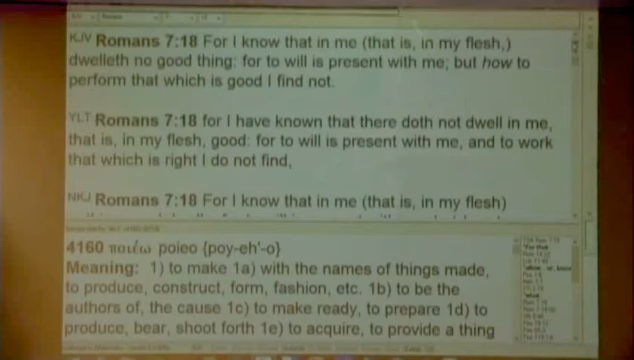 KJV Romans 7:18 For I know that in me (that is, in my flesh,)
dwelleth no good thing: for to will is present with me; but how to
perform that which is good I find not.
YLT Romans 7:18 for I have known that there doth not dwell in me,
that is, in my flesh, good: for to will is present with me, and to work
that which is right I do not find,
NKJ Romans 7:18 For I know that in me (that is, in my flesh)
4160 ποιέω poieo {poy-eh'-o}
Meaning: 1) to make 1a) with the names of things made,
to produce, construct, form, fashion, etc. 1b) to be the
authors of, the cause 1c) to make ready, to prepare 1d) to
produce, bear, shoot forth 1e) to acquire, to provide a thing